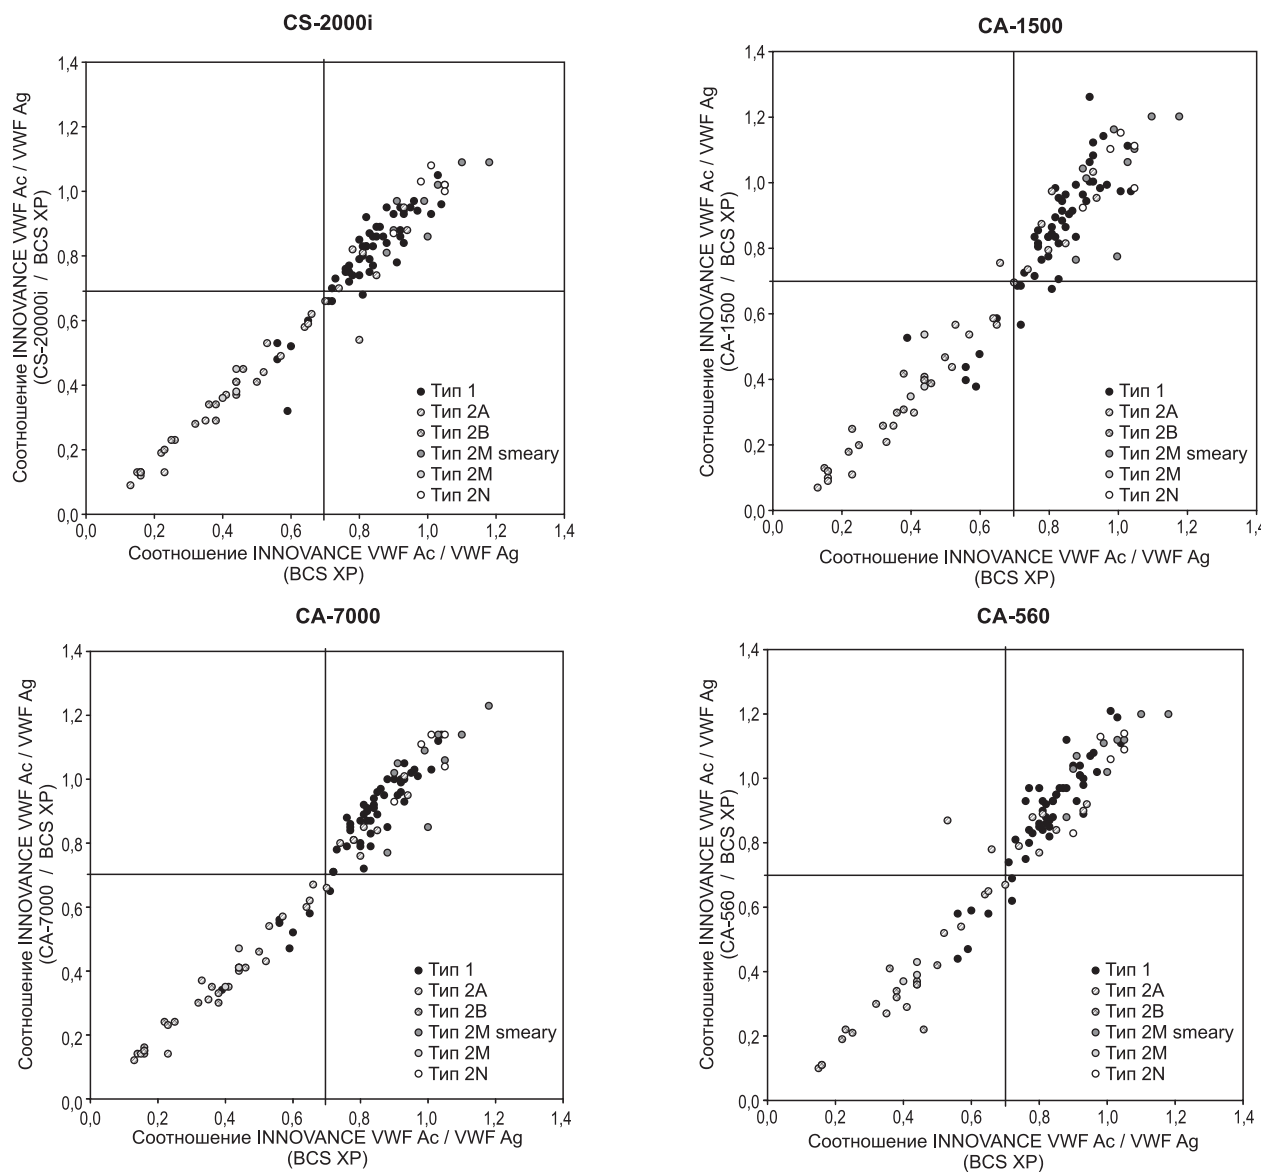 CS-2000i
Соотношение INNOVANCE VWF Ac / VWF Ag
(CS-20000i / BCS XP)
1,4
1,2
1,0
0,8
0,6
0,4
0,2
0,0
Тип 1
Тип 2A
Тип 2B
Тип 2M smeary
Тип 2M
Тип 2N
0,0 0,2 0,4 0,6 0,8 1,0 1,2 1,4
Соотношение INNOVANCE VWF Ac / VWF Ag
(BCS XP)
CA-1500
Соотношение INNOVANCE VWF Ac / VWF Ag
(CA-1500 / BCS XP)
1,4
1,2
1,0
0,8
0,6
0,4
0,2
0,0
Тип 1
Тип 2A
Тип 2B
Тип 2M smeary
Тип 2M
Тип 2N
0,0 0,2 0,4 0,6 0,8 1,0 1,2 1,4
Соотношение INNOVANCE VWF Ac / VWF Ag
(BCS XP)
CA-7000
Соотношение INNOVANCE VWF Ac / VWF Ag
(CA-7000 / BCS XP)
1,4
1,2
1,0
0,8
0,6
0,4
0,2
0,0
Тип 1
Тип 2A
Тип 2B
Тип 2M smeary
Тип 2M
Тип 2N
0,0 0,2 0,4 0,6 0,8 1,0 1,2 1,4
Соотношение INNOVANCE VWF Ac / VWF Ag
(BCS XP)
CA-560
Соотношение INNOVANCE VWF Ac / VWF Ag
(CA-560 / BCS XP)
1,4
1,2
1,0
0,8
0,6
0,4
0,2
0,0
Тип 1
Тип 2A
Тип 2B
Тип 2M smeary
Тип 2M
Тип 2N
0,0 0,2 0,4 0,6 0,8 1,0 1,2 1,4
Соотношение INNOVANCE VWF Ac / VWF Ag
(BCS XP)